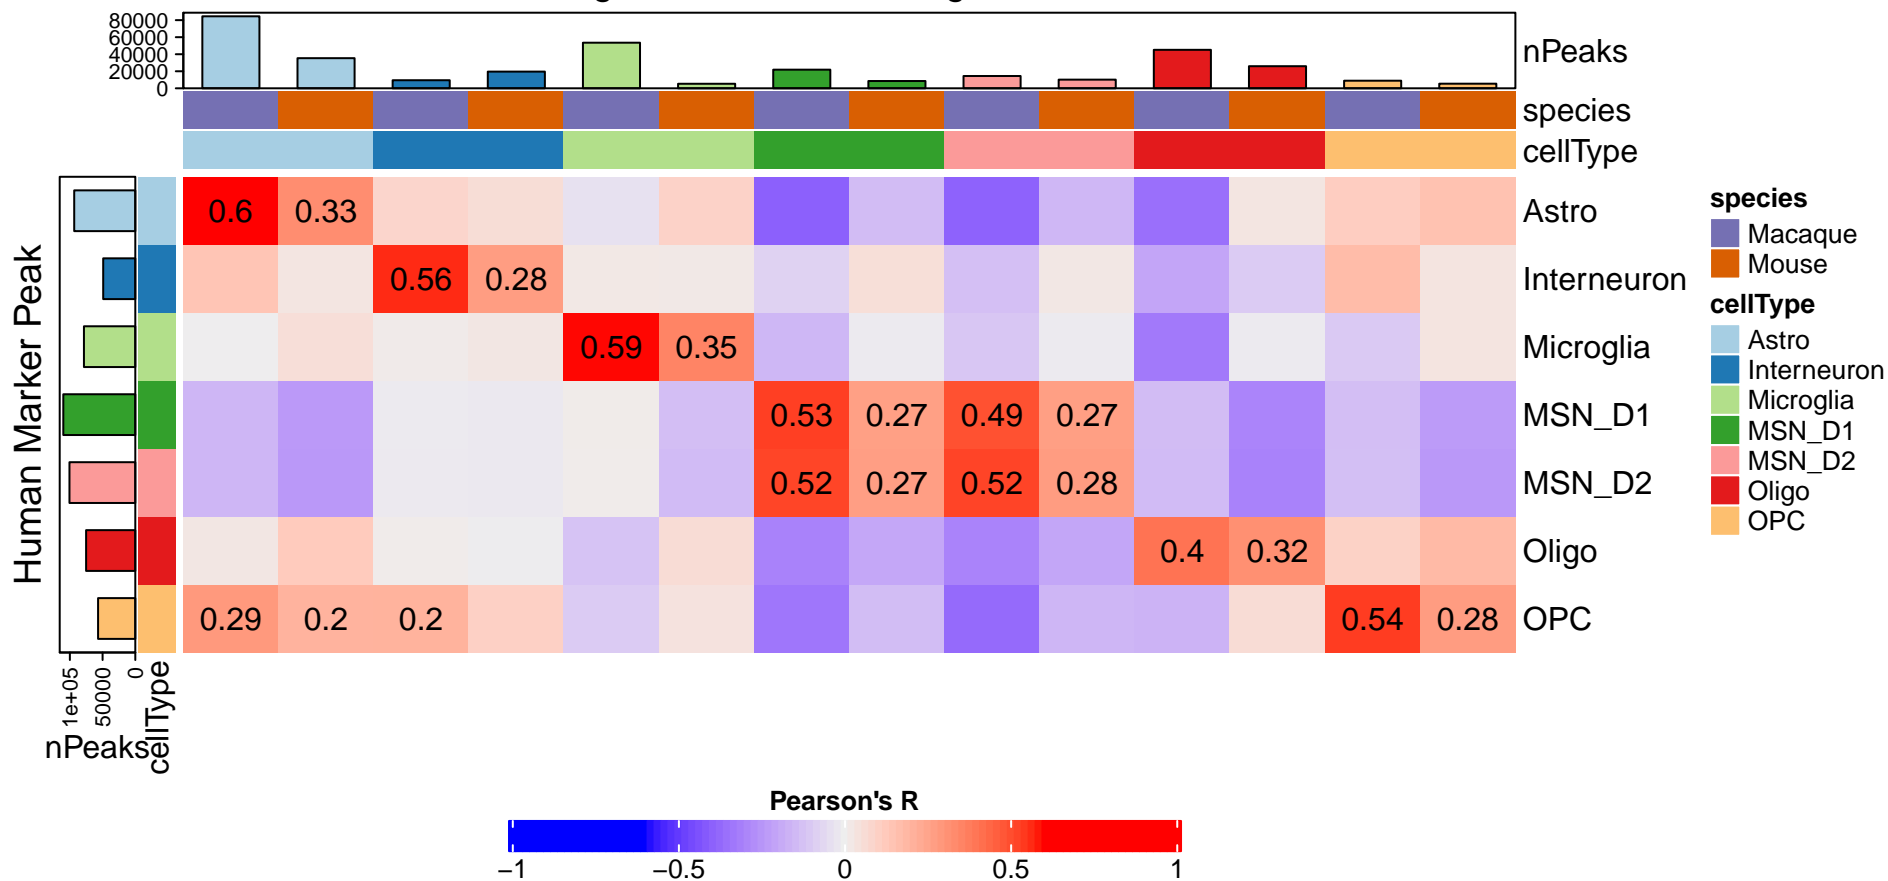 80000
60000
40000
20000
0
nPeaks
species
cellType
0.6 0.33 Astro
0.56 0.28 Interneuron
0.59 0.35 Microglia
0.53 0.27 0.49 0.27 MSN_D1
0.52 0.27 0.52 0.28 MSN_D2
0.4 0.32 Oligo
0.29 0.2 0.2 0.54 0.28 OPC
Human Marker Peak
1e+05
50000
0
nPeaks
cellType
species
Macaque
Mouse
cellType
Astro
Interneuron
Microglia
MSN_D1
MSN_D2
Oligo
OPC
Pearson's R
−1 −0.5 0 0.5 1